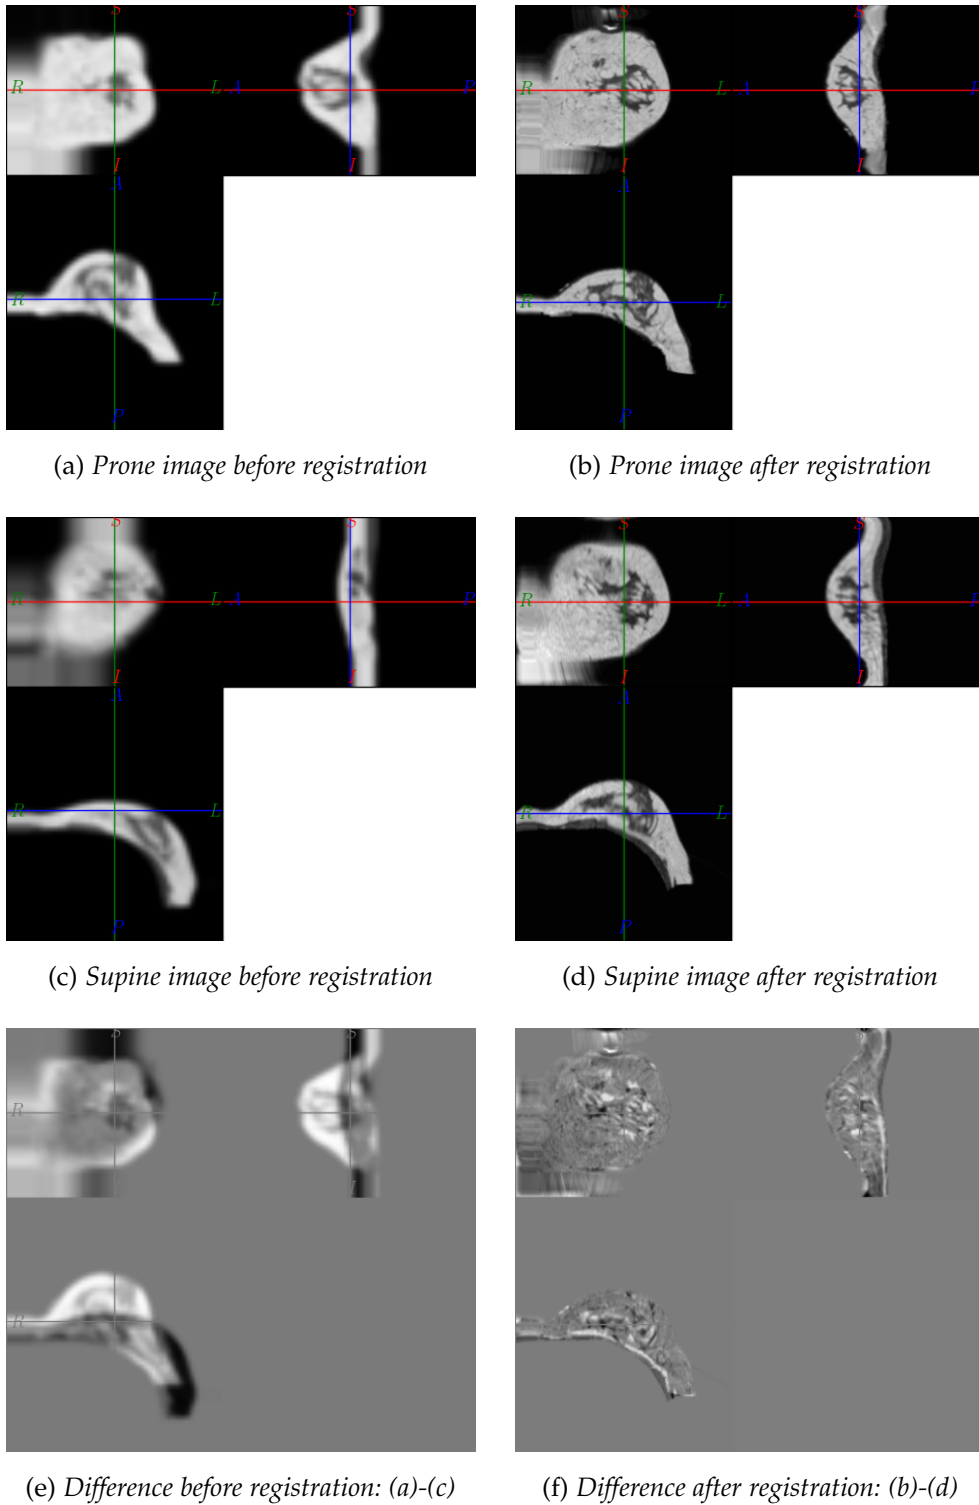 S S
R L A P R L A P
I I
A A
R L R L
P P
(a) Prone image before registration (b) Prone image after registration
S S
R L A P R L A P
I I
A A
R L R L
P P
(c) Supine image before registration (d) Supine image after registration
S S
R
I
R
(e) Difference before registration: (a)-(c) (f) Difference after registration: (b)-(d)